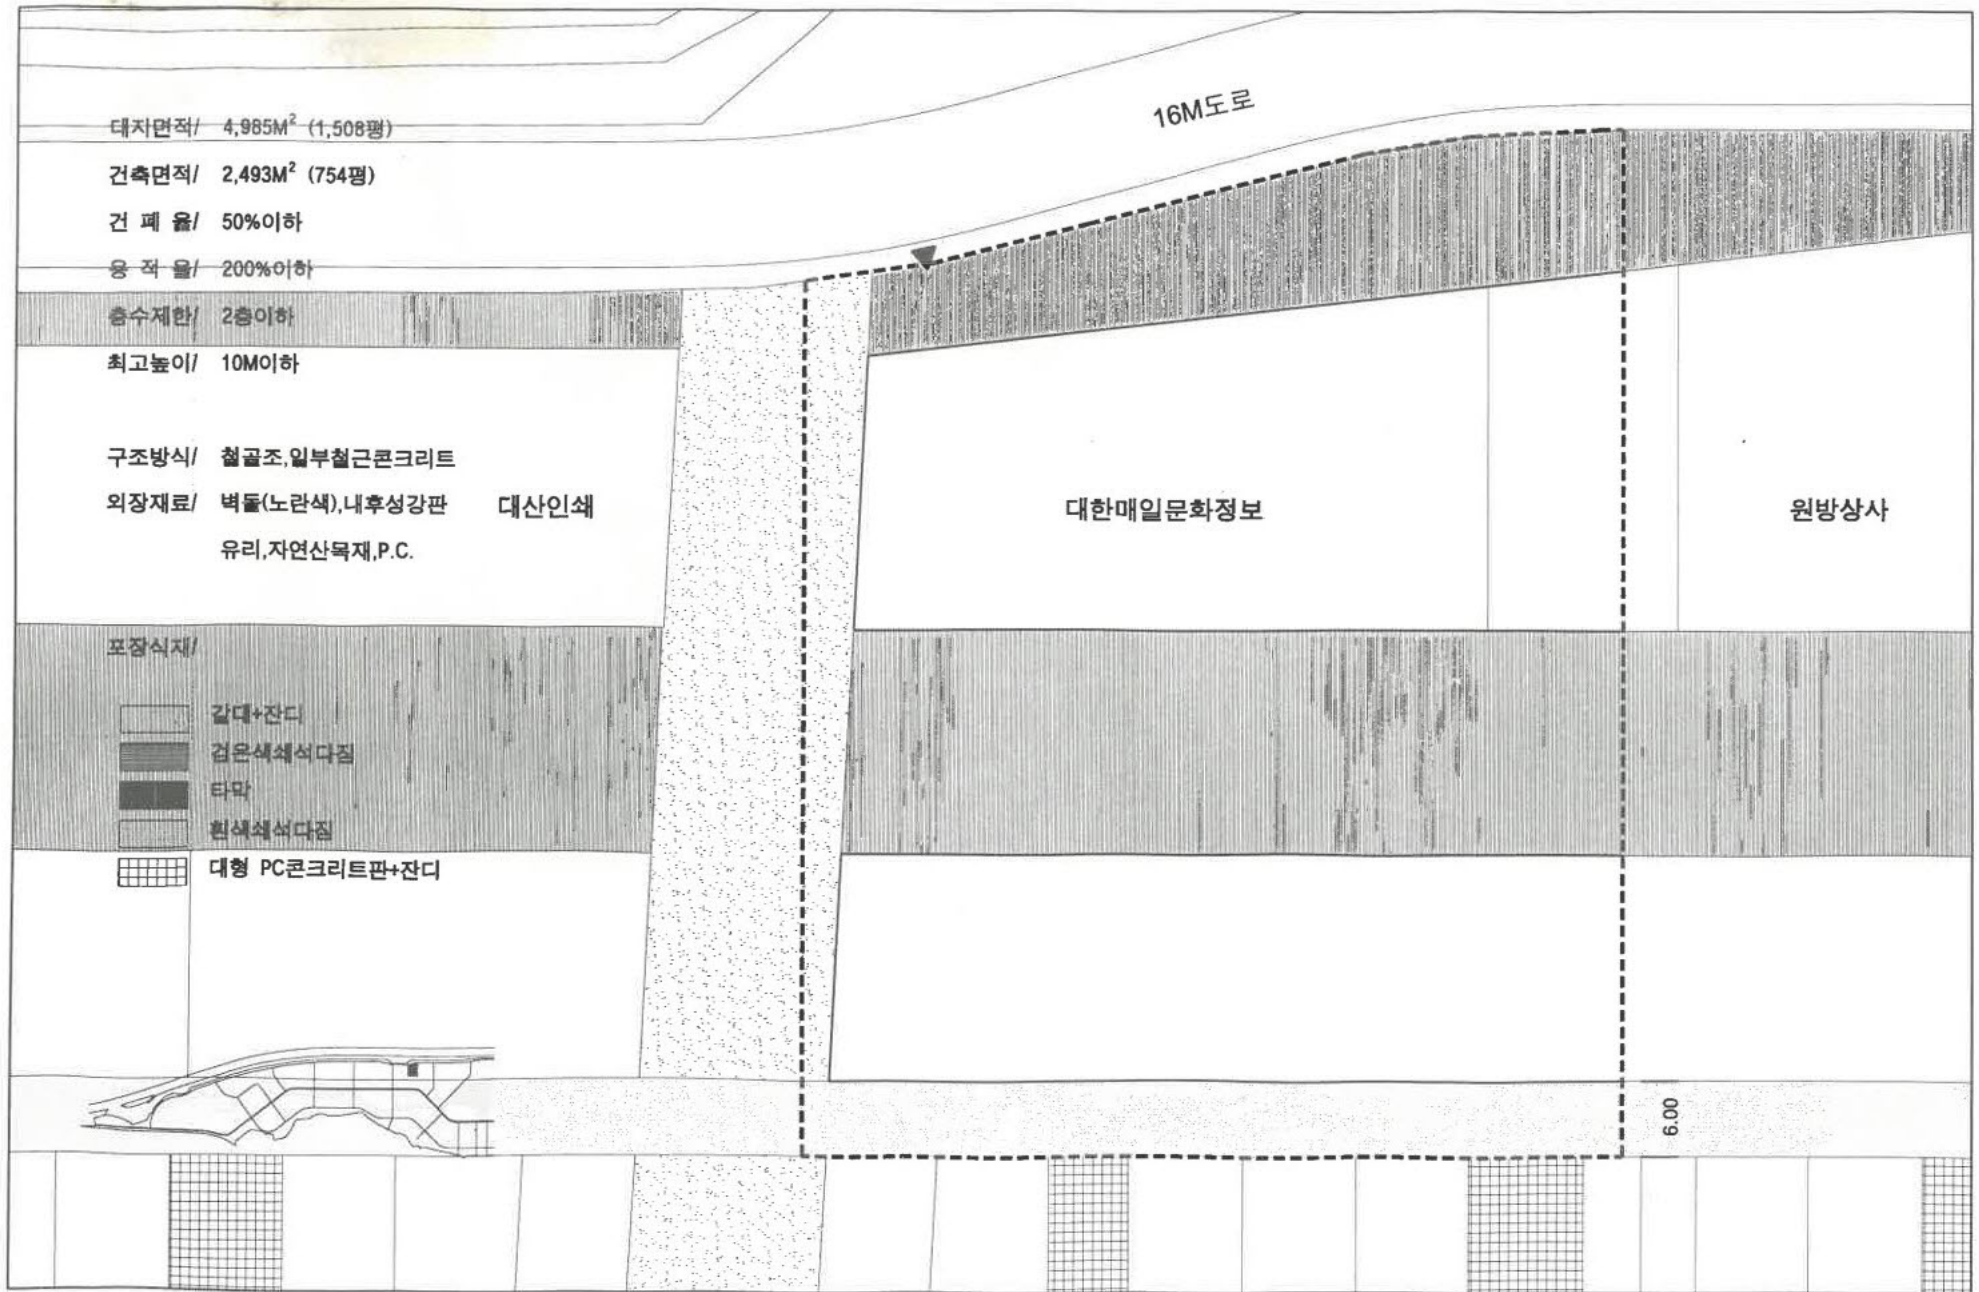 16M도로
대지면적/ 4,985M² (1,508평)
건축면적/ 2,493M² (754평)
건 폐 율/ 50%이하
용 적 율/ 200%이하
층수제한/ 2층이하
최고높이/ 10M이하
구조방식/ 철골조,일부철근콘크리트
외장재료/ 벽돌(노란색),내후성강판
유리,자연산목재,P.C.
대산인쇄
대한매일문화정보
원방상사
포장식재/
갈대+잔디
검은색쇄석다짐
타막
흰색쇄석다짐
대형 PC콘크리트판+잔디
6.00